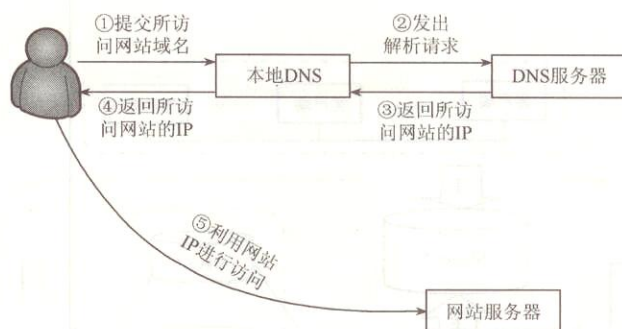 ①提交所访
问网站域名
②发出
解析请求
本地DNS
DNS服务器
④返回所访
问网站的IP
③返回所访
问网站的IP
⑤利用网站
IP进行访问
网站服务器